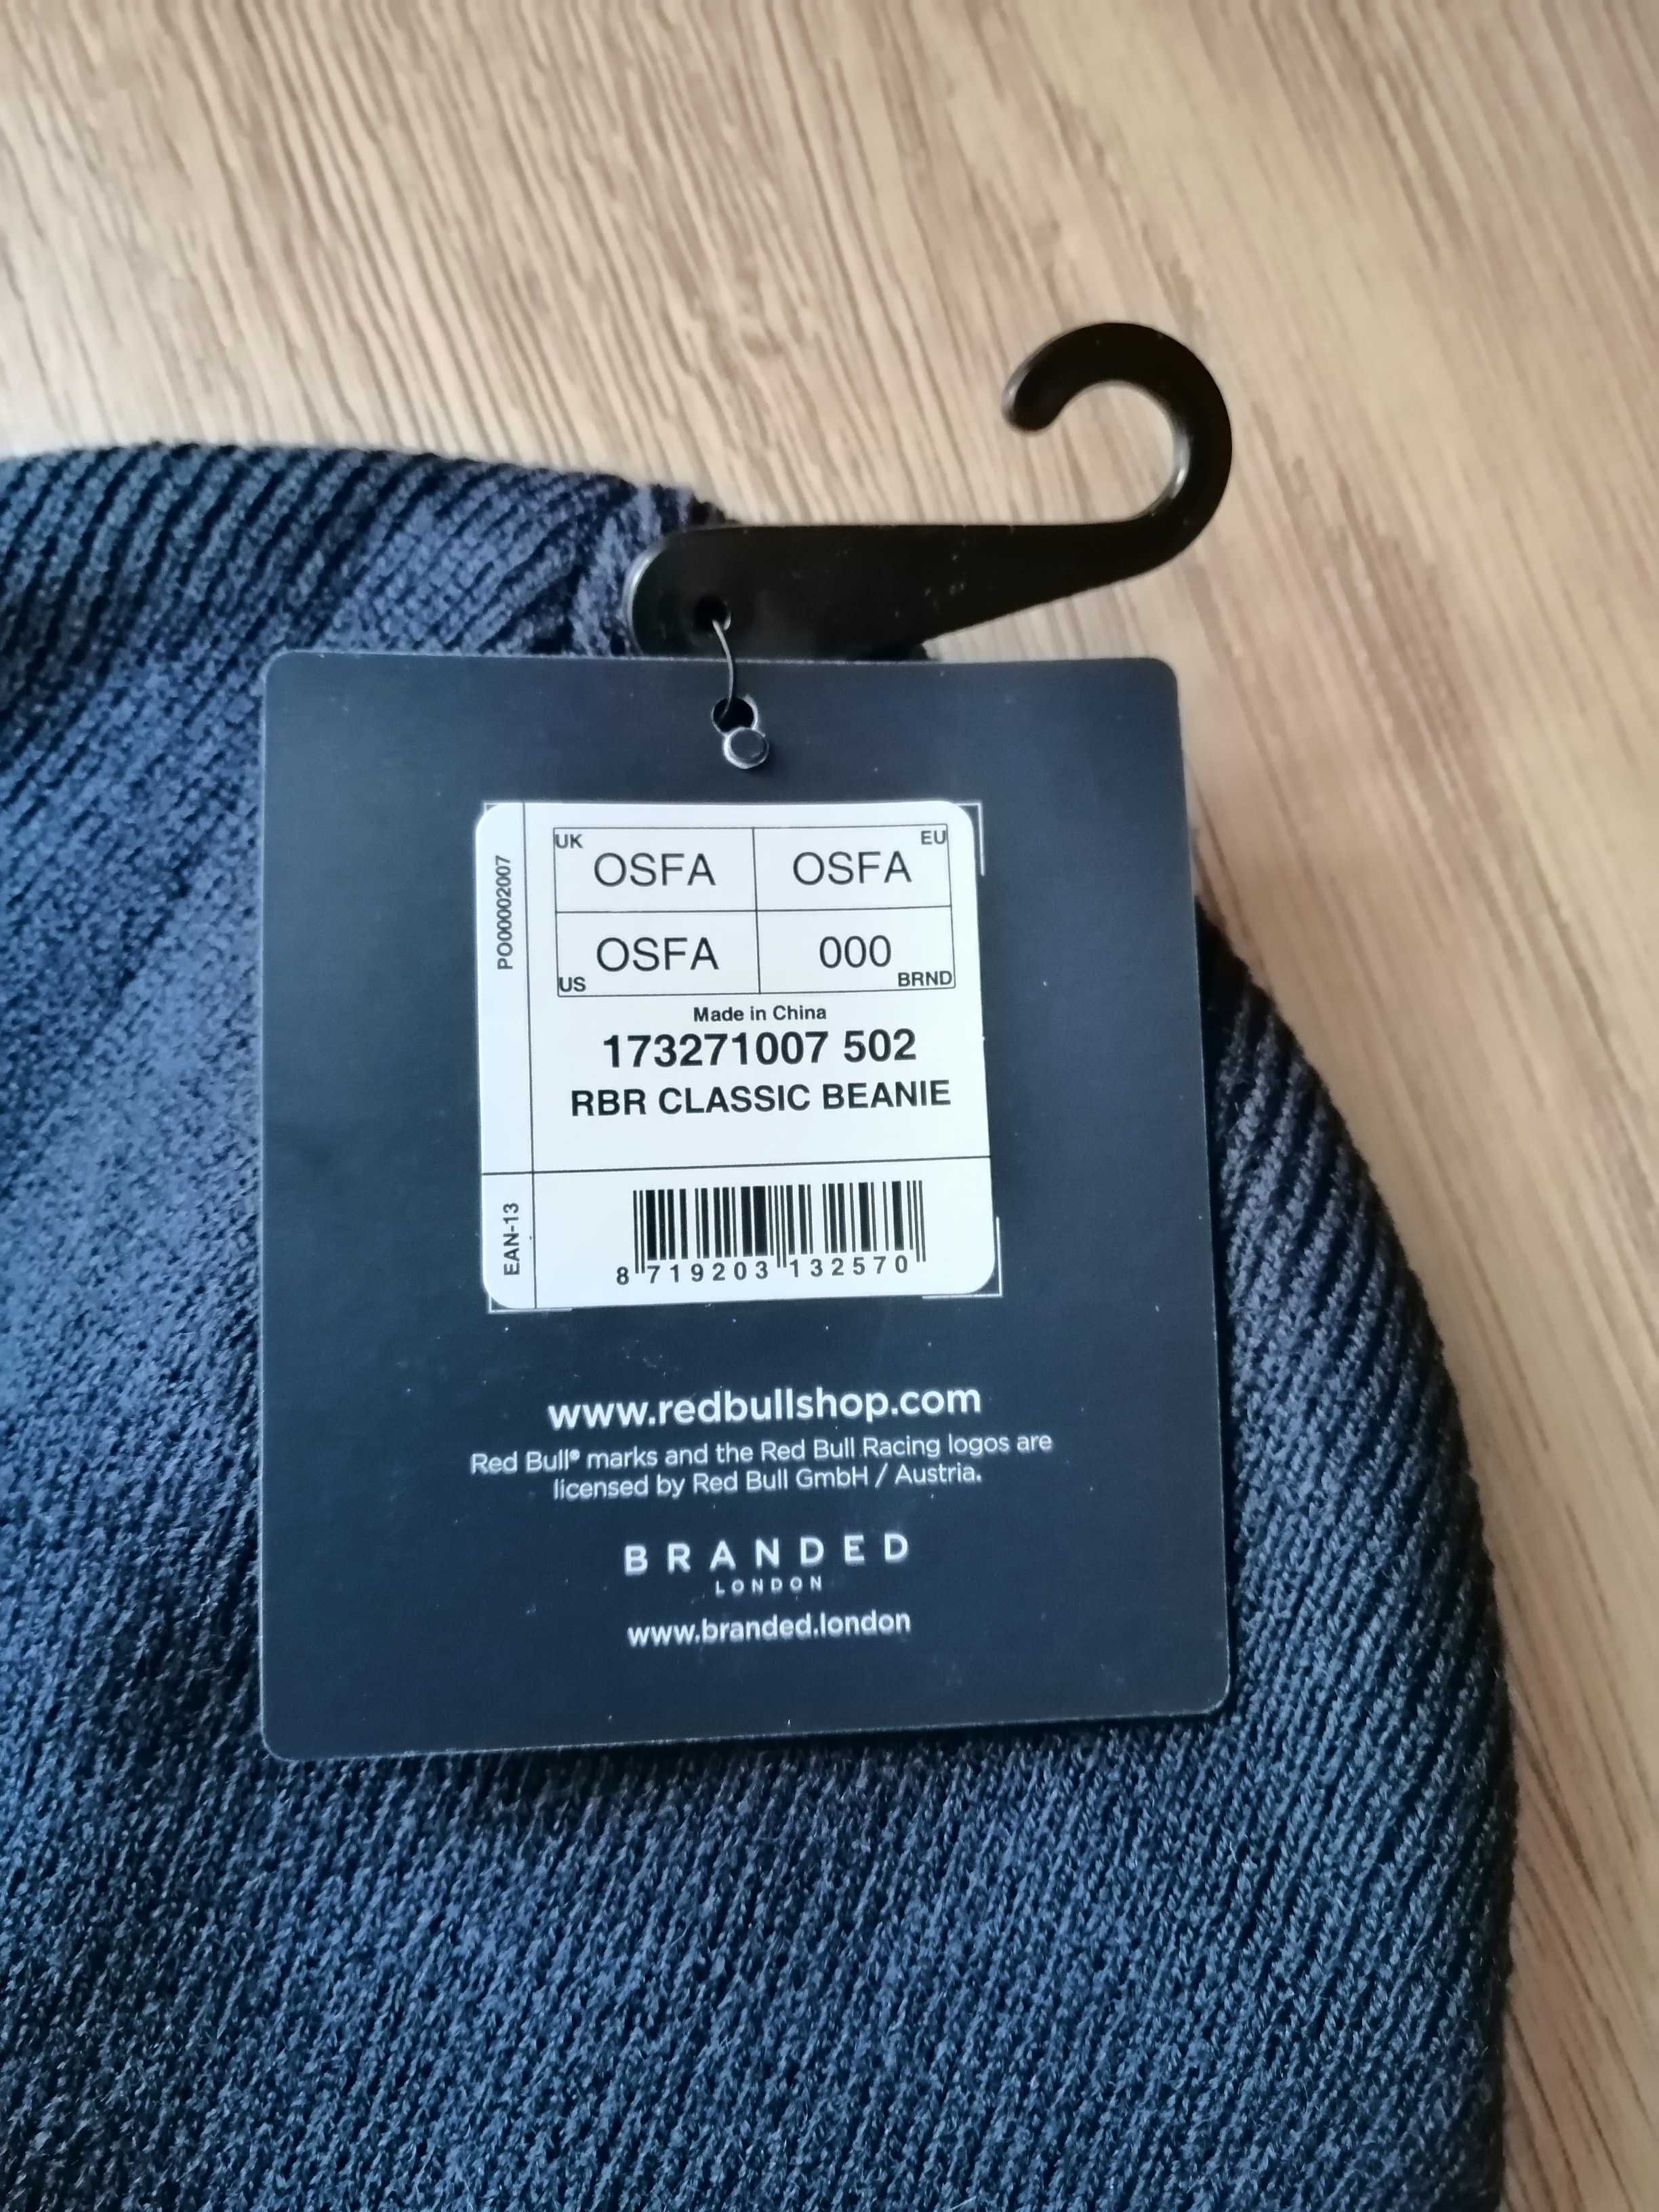 UK OSFA OSFA EU
US OSFA 000 BRND
PO00002007
Made in China
173271007 502
RBR CLASSIC BEANIE
EAN-13
8 719203 132570
www.redbullshop.com
Red Bull® marks and the Red Bull Racing logos are
licensed by Red Bull GmbH / Austria.
BRANDED
LONDON
www.branded.london